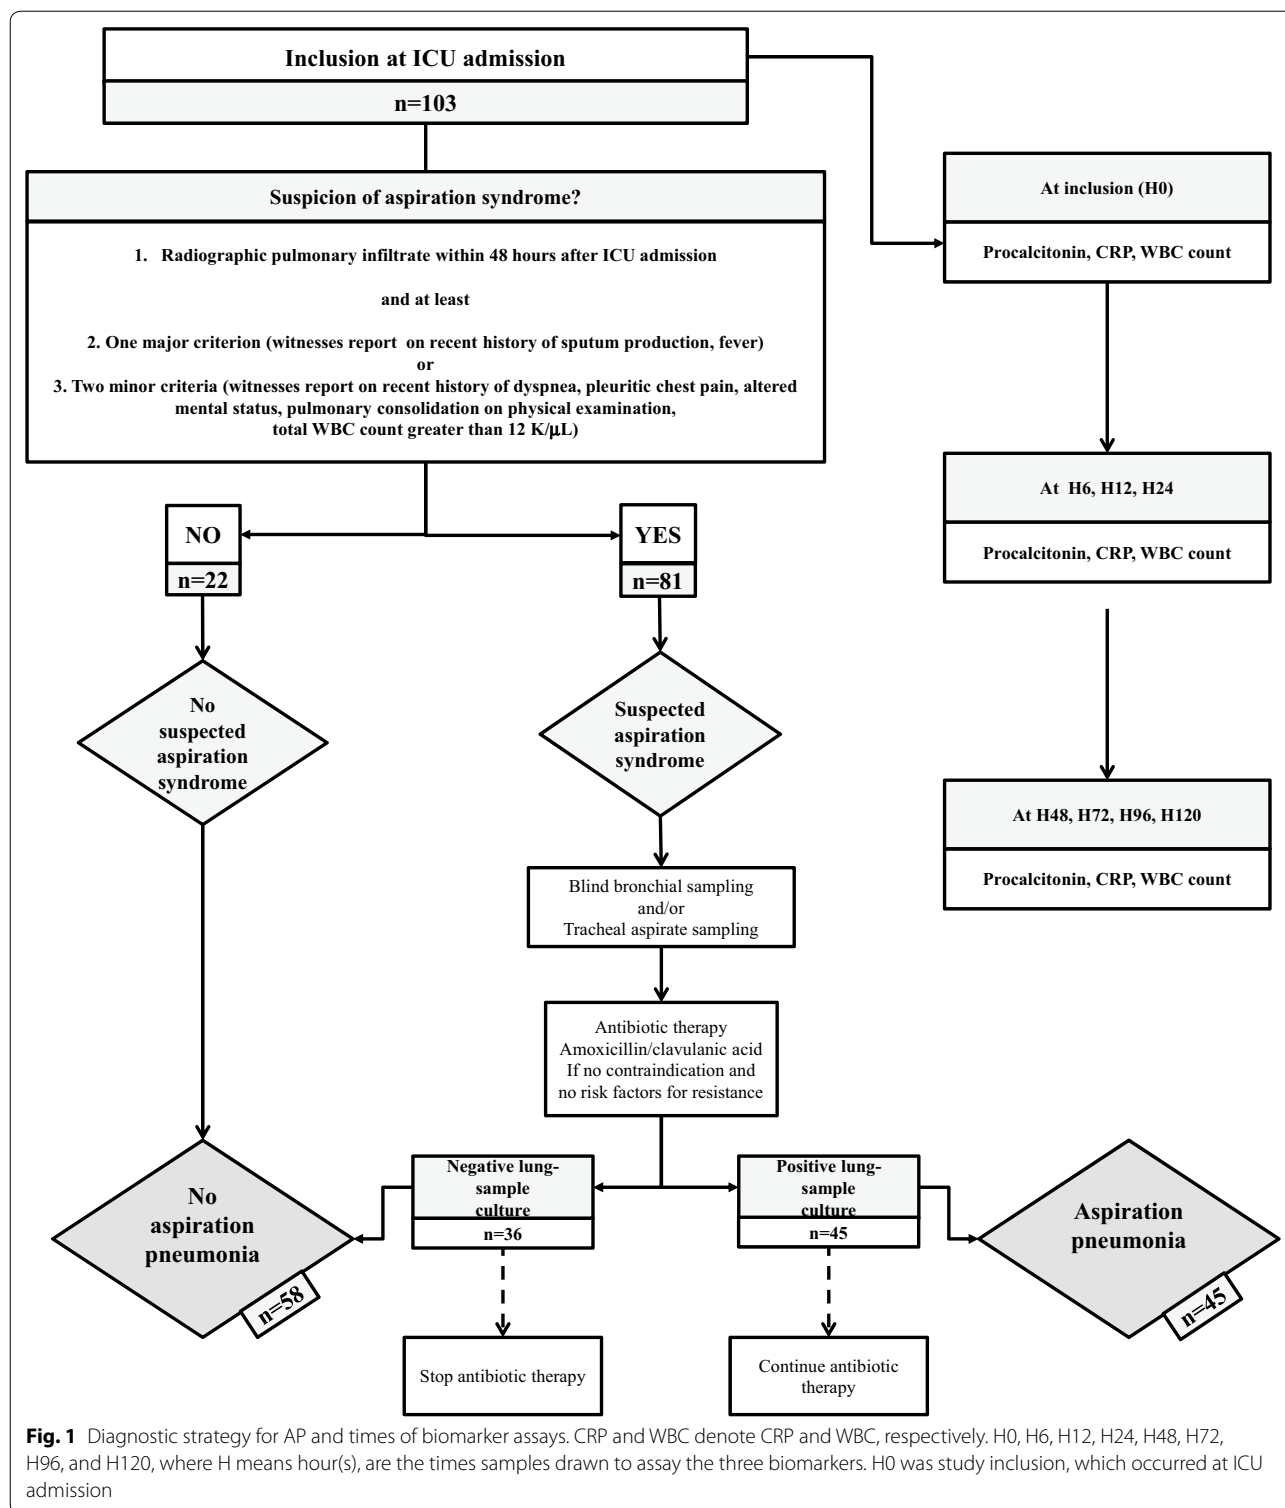 Inclusion at ICU admission
n=103
Suspicion of aspiration syndrome?
1. Radiographic pulmonary infiltrate within 48 hours after ICU admission
and at least
2. One major criterion (witnesses report on recent history of sputum production, fever)
or
3. Two minor criteria (witnesses report on recent history of dyspnea, pleuritic chest pain, altered
mental status, pulmonary consolidation on physical examination,
total WBC count greater than 12 K/μL)
At inclusion (H0)
Procalcitonin, CRP, WBC count
At H6, H12, H24
Procalcitonin, CRP, WBC count
At H48, H72, H96, H120
Procalcitonin, CRP, WBC count
NO
n=22
YES
n=81
No
suspected
aspiration
syndrome
Suspected
aspiration
syndrome
Blind bronchial sampling
and/or
Tracheal aspirate sampling
Antibiotic therapy
Amoxicillin/clavulanic acid
If no contraindication and
no risk factors for resistance
No
aspiration
pneumonia
n=58
Negative lung-
sample
culture
n=36
Positive lung-
sample
culture
n=45
Aspiration
pneumonia
n=45
Stop antibiotic therapy
Continue antibiotic
therapy
Fig. 1 Diagnostic strategy for AP and times of biomarker assays. CRP and WBC denote CRP and WBC, respectively. H0, H6, H12, H24, H48, H72,
H96, and H120, where H means hour(s), are the times samples drawn to assay the three biomarkers. H0 was study inclusion, which occurred at ICU
admission